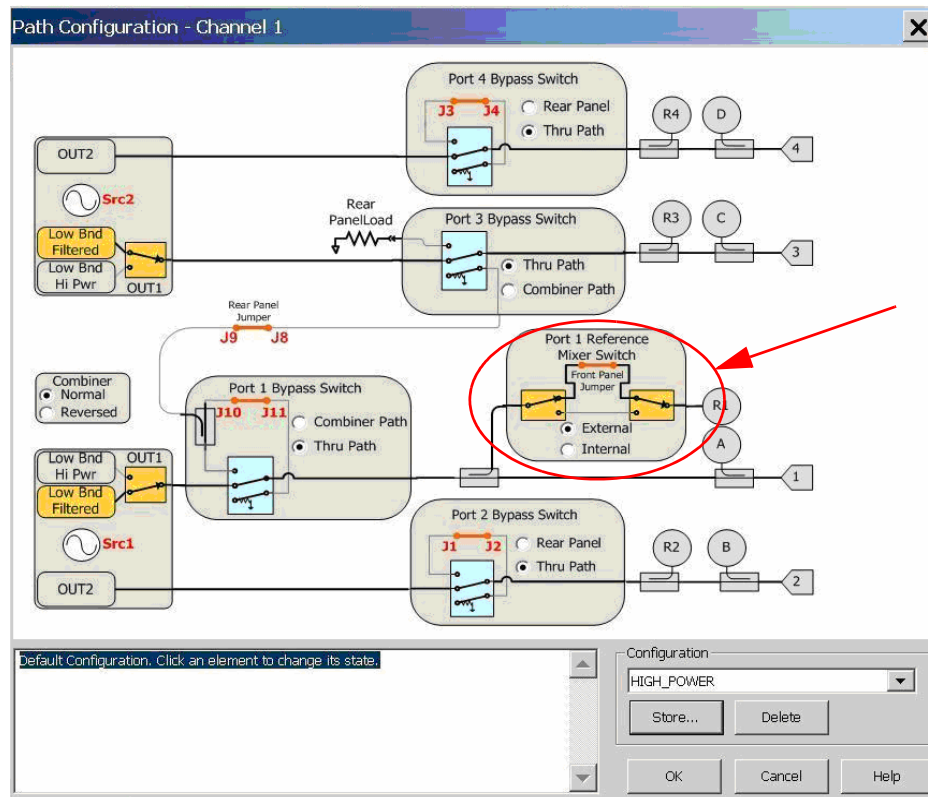 Path Configuration - Channel 1
Port 4 Bypass Switch
J3 J4
Rear Panel
Thru Path
R4
D
4
OUT2
Src2
Low Bnd
Filtered
Low Bnd
Hi Pwr
OUT1
Rear
PanelLoad
Port 3 Bypass Switch
Thru Path
Combiner Path
R3
C
3
Rear Panel
Jumper
J9 J8
Port 1 Reference
Mixer Switch
Front Panel
Jumper
External
Internal
R1
A
1
Combiner
Normal
Reversed
Port 1 Bypass Switch
J10 J11
Combiner Path
Thru Path
Low Bnd
Hi Pwr
OUT1
Low Bnd
Filtered
Src1
OUT2
Port 2 Bypass Switch
J1 J2
Rear Panel
Thru Path
R2
B
2
Default Configuration. Click an element to change its state.
Configuration
HIGH_POWER
Store...
Delete
OK
Cancel
Help